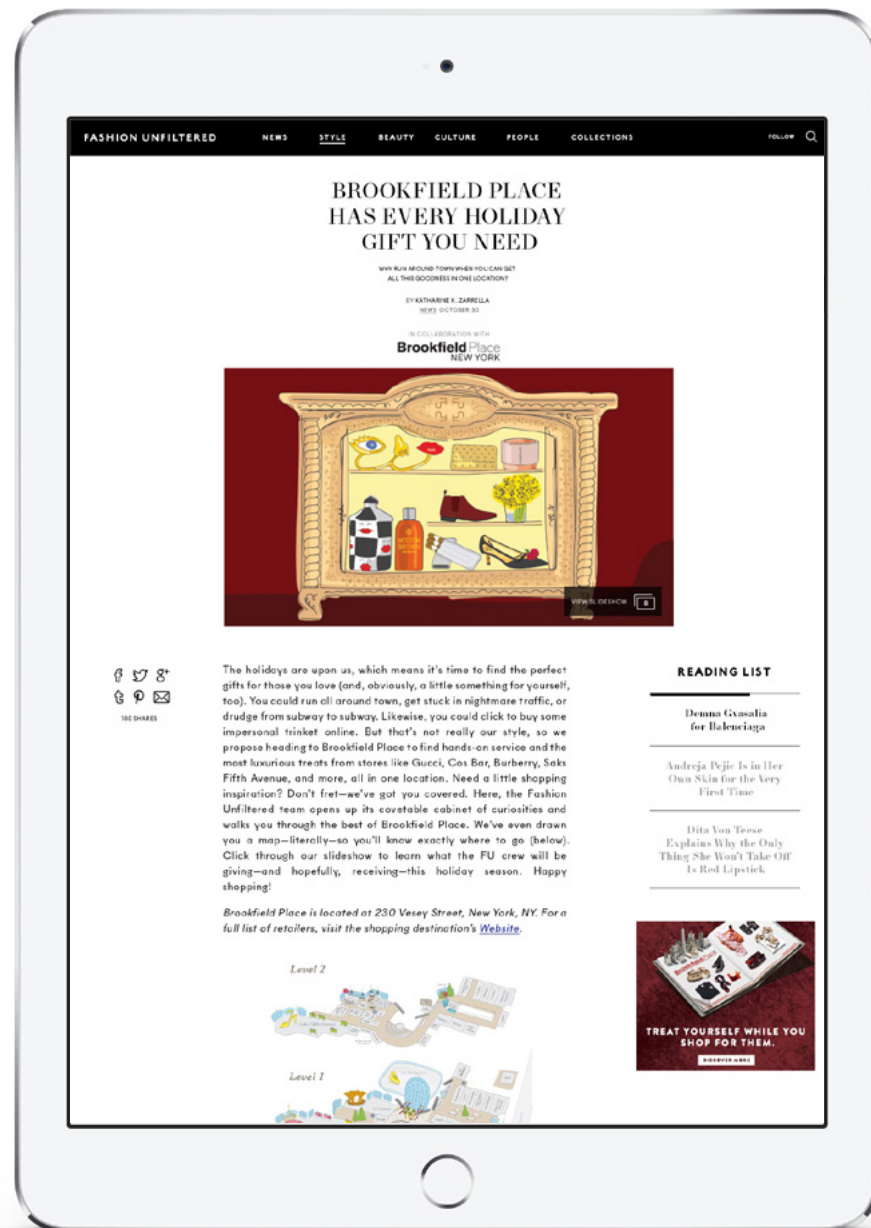 FASHION UNFILTERED
NEWS
STYLE
BEAUTY
CULTURE
PEOPLE
COLLECTIONS
FOLLOW
BROOKFIELD PLACE
HAS EVERY HOLIDAY
GIFT YOU NEED
WHY RUN AROUND TOWN WHEN YOU CAN GET
ALL THIS GOODNESS IN ONE LOCATION?
BY KATHARINE K. ZARRELLA
NEWS OCTOBER 30
IN COLLABORATION WITH
Brookfield Place
NEW YORK
MOLTON
BROWN
VIEW SLIDESHOW 8
100 SHARES
The holidays are upon us, which means it's time to find the perfect
gifts for those you love (and, obviously, a little something for yourself,
too). You could run all around town, get stuck in nightmare traffic, or
drudge from subway to subway. Likewise, you could click to buy some
impersonal trinket online. But that's not really our style, so we
propose heading to Brookfield Place to find hands-on service and the
most luxurious treats from stores like Gucci, Cos Bar, Burberry, Saks
Fifth Avenue, and more, all in one location. Need a little shopping
inspiration? Don't fret—we've got you covered. Here, the Fashion
Unfiltered team opens up its covetable cabinet of curiosities and
walks you through the best of Brookfield Place. We've even drawn
you a map—literally—so you'll know exactly where to go (below).
Click through our slideshow to learn what the FU crew will be
giving—and hopefully, receiving—this holiday season. Happy
shopping!
Brookfield Place is located at 230 Vesey Street, New York, NY. For a
full list of retailers, visit the shopping destination's Website.
Level 2
Level 1
READING LIST
Demna Gvasalia
for Balenciaga
Andreja Pejic Is in Her
Own Skin for the Very
First Time
Dita Von Teese
Explains Why the Only
Thing She Won't Take Off
Is Red Lipstick
Brookfield Place
TREAT YOURSELF WHILE YOU
SHOP FOR THEM.
DISCOVER MORE